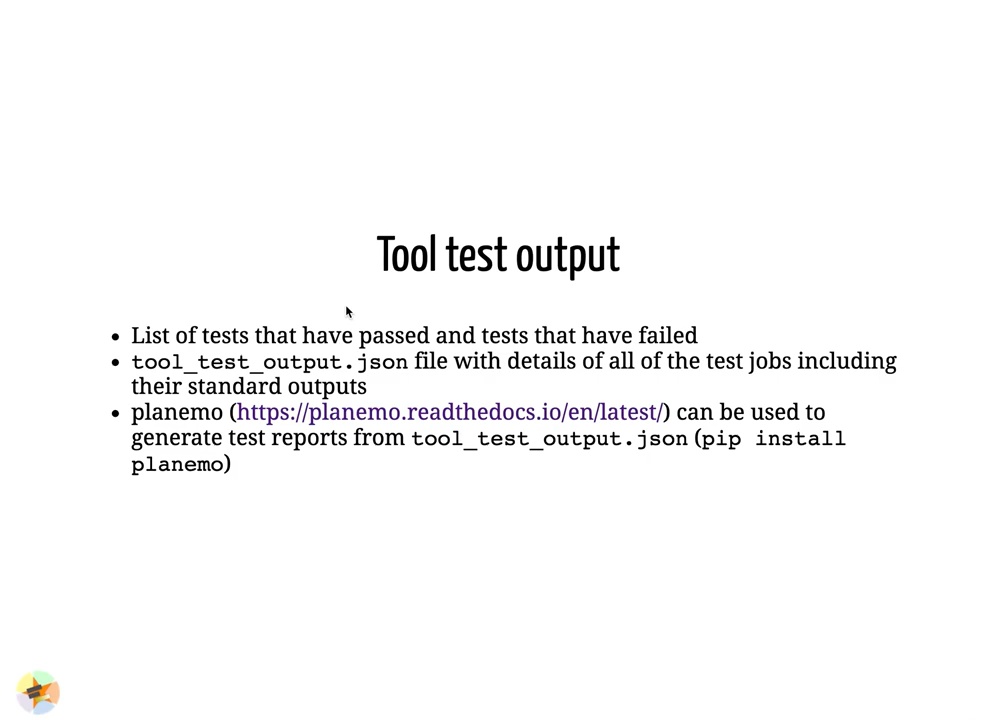 Tool test output
• List of tests that have passed and tests that have failed
• tool_test_output.json file with details of all of the test jobs including
their standard outputs
• planemo (https://planemo.readthedocs.io/en/latest/) can be used to
generate test reports from tool_test_output.json (pip install
planemo)